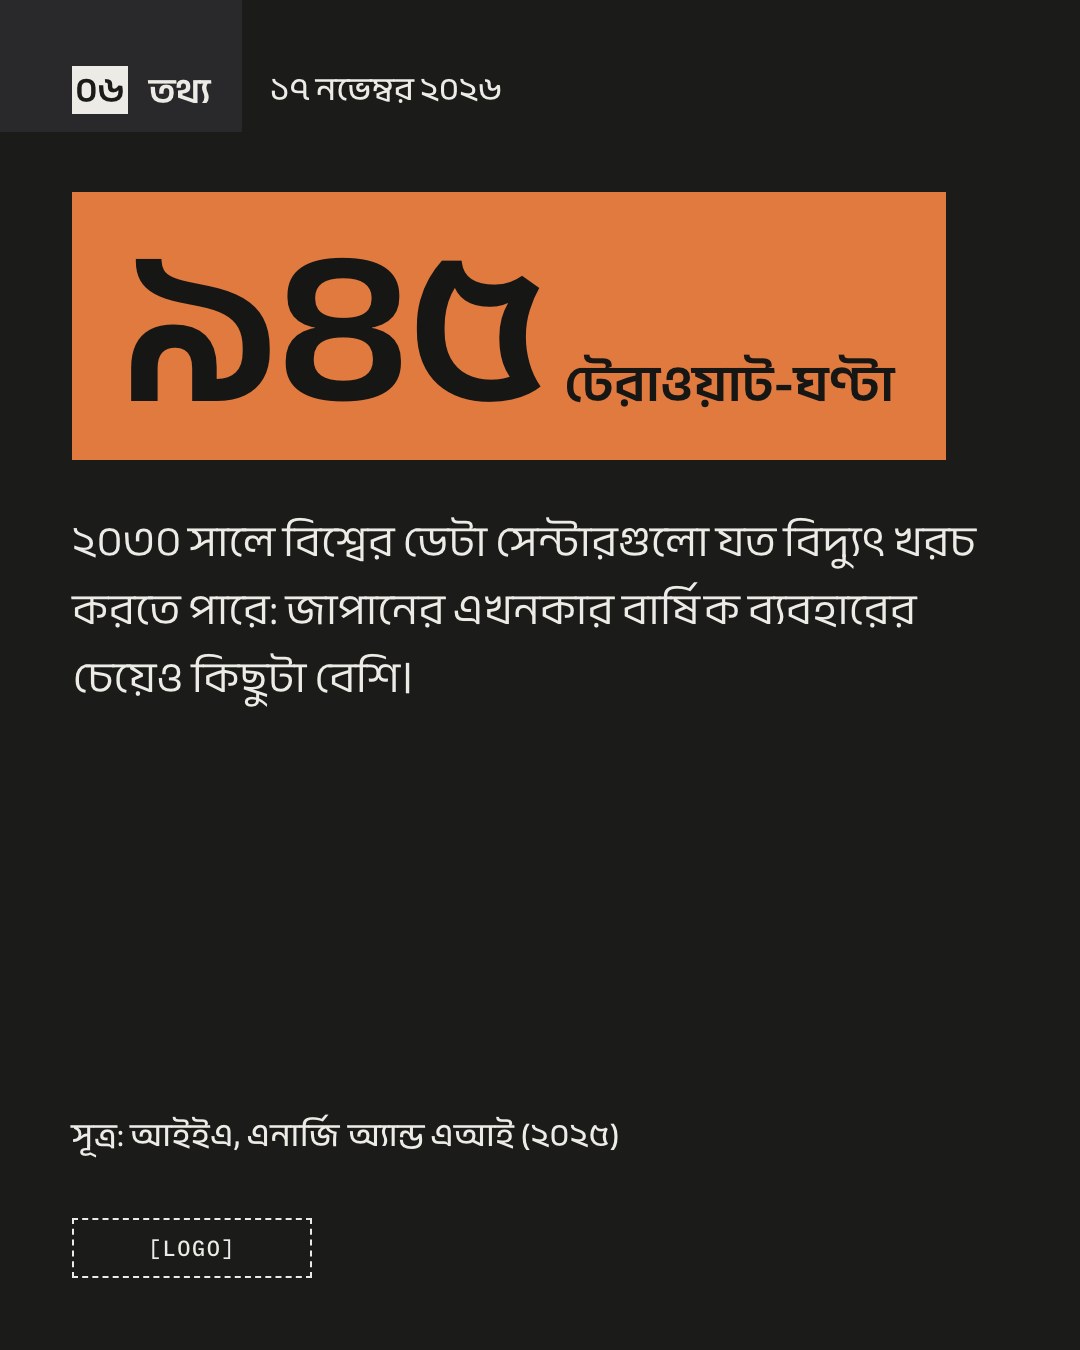 ০৬ তথ্য ১৭ নভেম্বর ২০২৬
৯৪৫ টেরাওয়াট-ঘণ্টা
২০৩০ সালে বিশ্বের ডেটা সেন্টারগুলো যত বিদ্যুৎ খরচ
করতে পারে: জাপানের এখনকার বার্ষিক ব্যবহারের
চেয়েও কিছুটা বেশি।
সূত্র: আইইএ, এনার্জি অ্যান্ড এআই (২০২৫)
[LOGO]